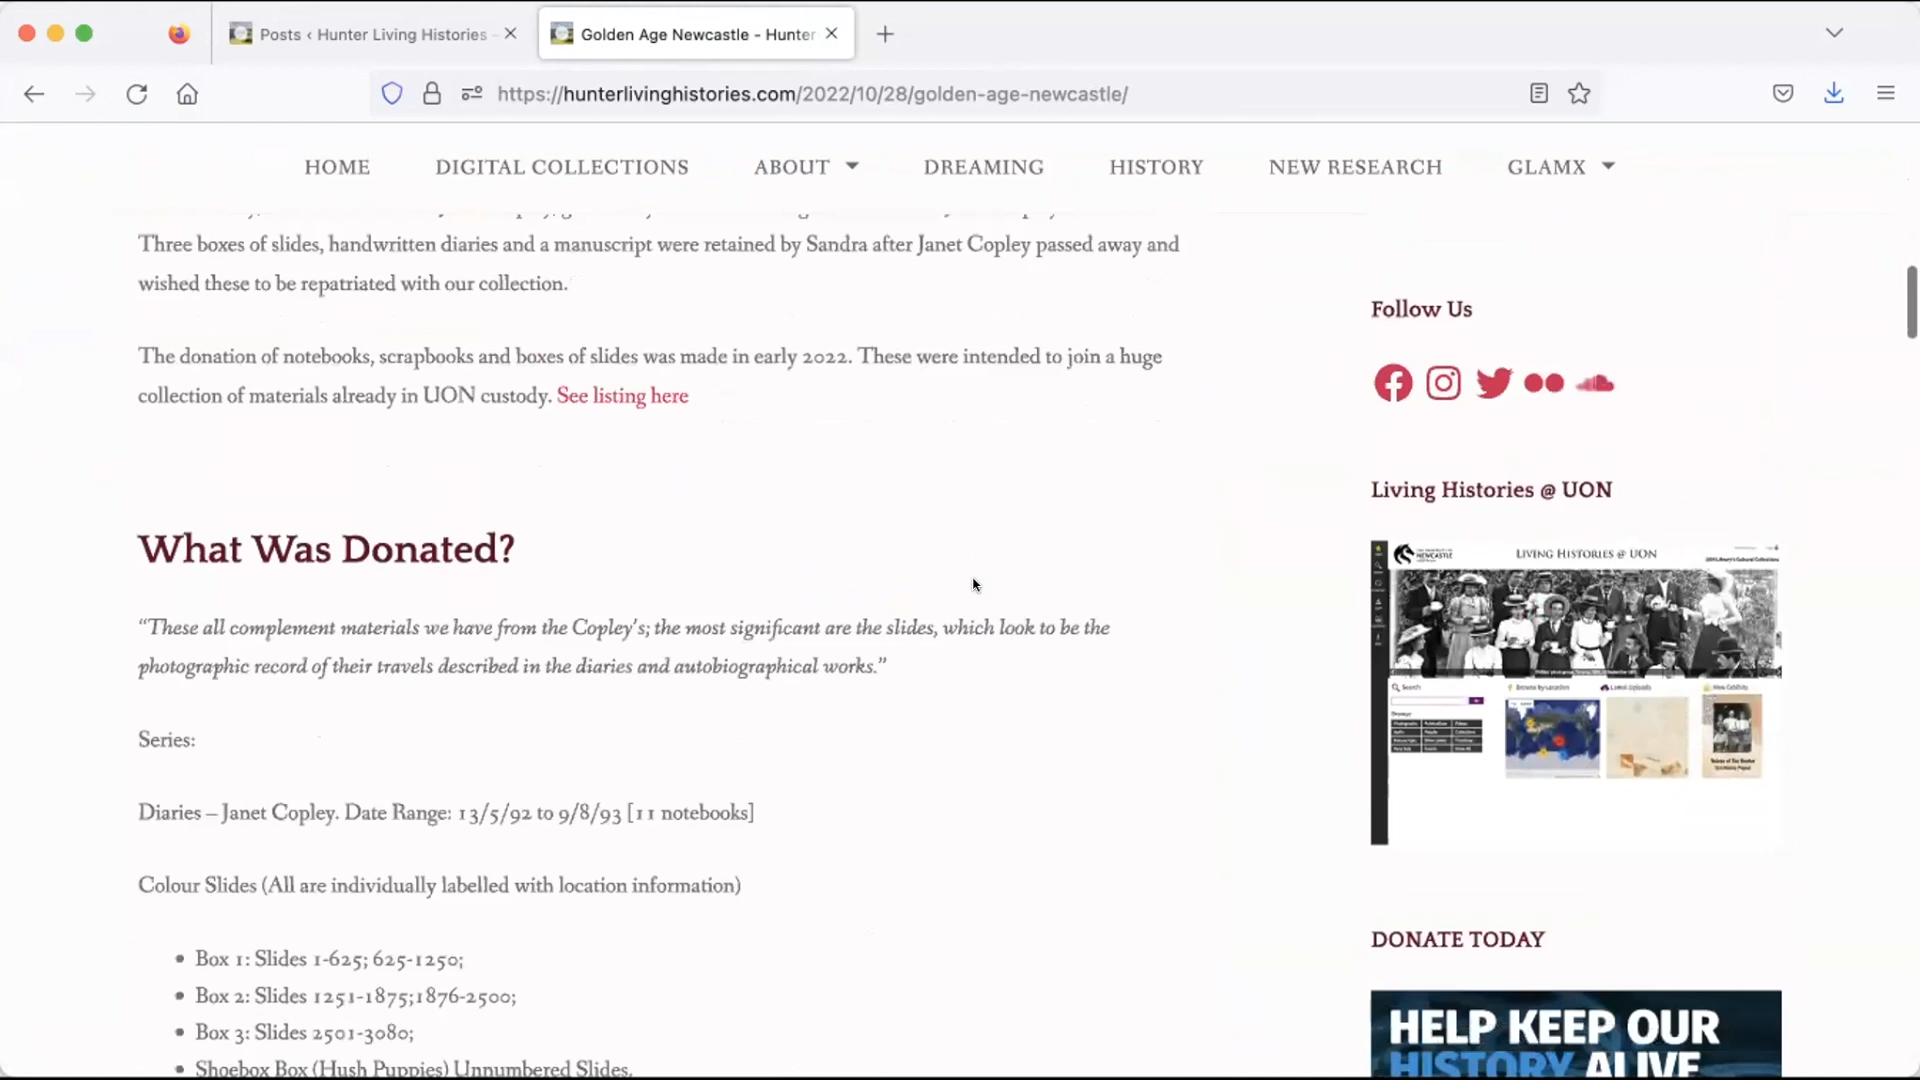 Posts ‹ Hunter Living Histories -
Golden Age Newcastle - Hunter
https://hunterlivinghistories.com/2022/10/28/golden-age-newcastle/
HOME DIGITAL COLLECTIONS ABOUT DREAMING HISTORY NEW RESEARCH GLAMX
Three boxes of slides, handwritten diaries and a manuscript were retained by Sandra after Janet Copley passed away and
wished these to be repatriated with our collection.
The donation of notebooks, scrapbooks and boxes of slides was made in early 2022. These were intended to join a huge
collection of materials already in UON custody. See listing here
What Was Donated?
“These all complement materials we have from the Copley’s; the most significant are the slides, which look to be the
photographic record of their travels described in the diaries and autobiographical works.”
Series:
Diaries – Janet Copley. Date Range: 13/5/92 to 9/8/93 [11 notebooks]
Colour Slides (All are individually labelled with location information)
Box 1: Slides 1-625; 625-1250;
Box 2: Slides 1251-1875;1876-2500;
Box 3: Slides 2501-3080;
Shoebox Box (Hush Puppies) Unnumbered Slides.
Follow Us
Living Histories @ UON
NEWCASTLE
LIVING HISTORIES @ UON
Search
Browse by Location
Latest Uploads
DONATE TODAY
HELP KEEP OUR
HISTORY ALIVE